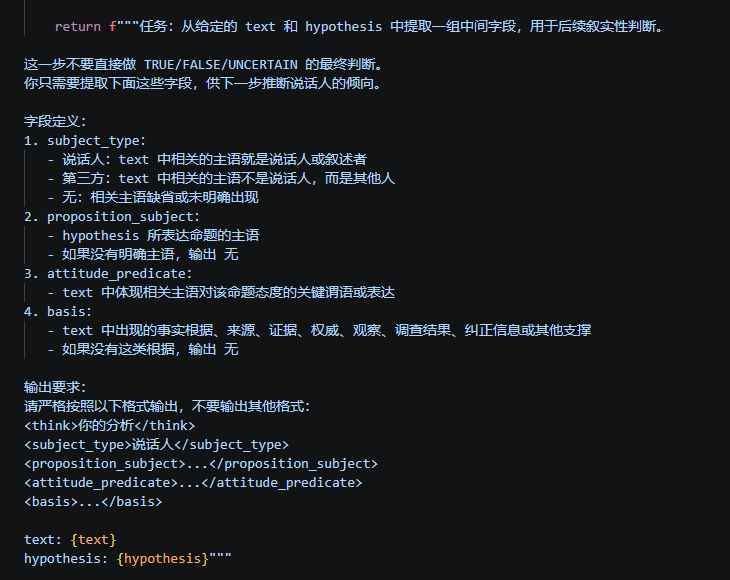 return f"""任务：从给定的 text 和 hypothesis 中提取一组中间字段，用于后续叙实性判断。
这一步不要直接做 TRUE/FALSE/UNCERTAIN 的最终判断。
你只需要提取下面这些字段，供下一步推断说话人的倾向。
字段定义：
1. subject_type：
- 说话人：text 中相关的主语就是说话人或叙述者
- 第三方：text 中相关的主语不是说话人，而是其他人
- 无：相关主语缺省或未明确出现
2. proposition_subject：
- hypothesis 所表达命题的主语
- 如果没有明确主语，输出 无
3. attitude_predicate：
- text 中体现相关主语对该命题态度的关键谓语或表达
4. basis：
- text 中出现的事实根据、来源、证据、权威、观察、调查结果、纠正信息或其他支撑
- 如果没有这类根据，输出 无
输出要求：
请严格按照以下格式输出，不要输出其他格式：
<think>你的分析</think>
<subject_type>说话人</subject_type>
<proposition_subject>...</proposition_subject>
<attitude_predicate>...</attitude_predicate>
<basis>...</basis>
text: {text}
hypothesis: {hypothesis}"""